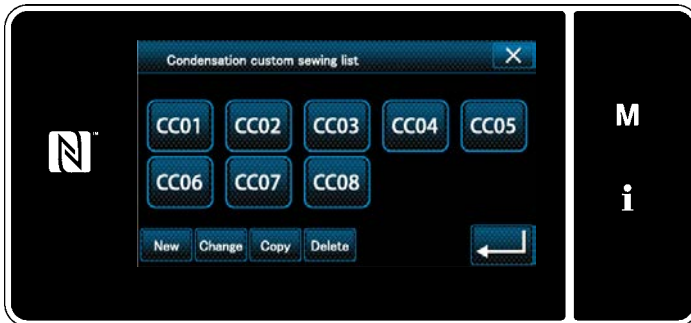 Condensation custom sewing list
CC01 CC02 CC03 CC04 CC05
CC06 CC07 CC08
New Change Copy Delete
M
i